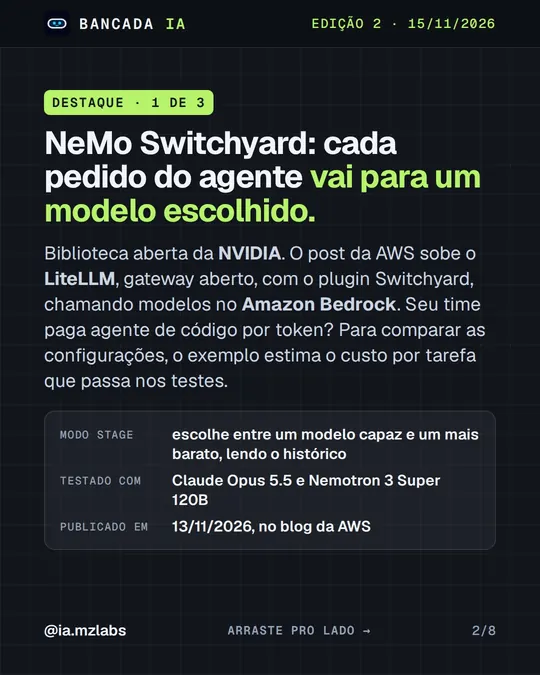 BANCADA IA
EDIÇÃO 2 · 15/11/2026
DESTAQUE · 1 DE 3
NeMo Switchyard: cada
pedido do agente vai para um
modelo escolhido.
Biblioteca aberta da NVIDIA. O post da AWS sobe o
LiteLLM, gateway aberto, com o plugin Switchyard,
chamando modelos no Amazon Bedrock. Seu time
paga agente de código por token? Para comparar as
configurações, o exemplo estima o custo por tarefa
que passa nos testes.
MODO STAGE escolhe entre um modelo capaz e um mais
barato, lendo o histórico
TESTADO COM Claude Opus 5.5 e Nemotron 3 Super
120B
PUBLICADO EM 13/11/2026, no blog da AWS
@ia.mzlabs
ARRASTE PRO LADO →
2/8